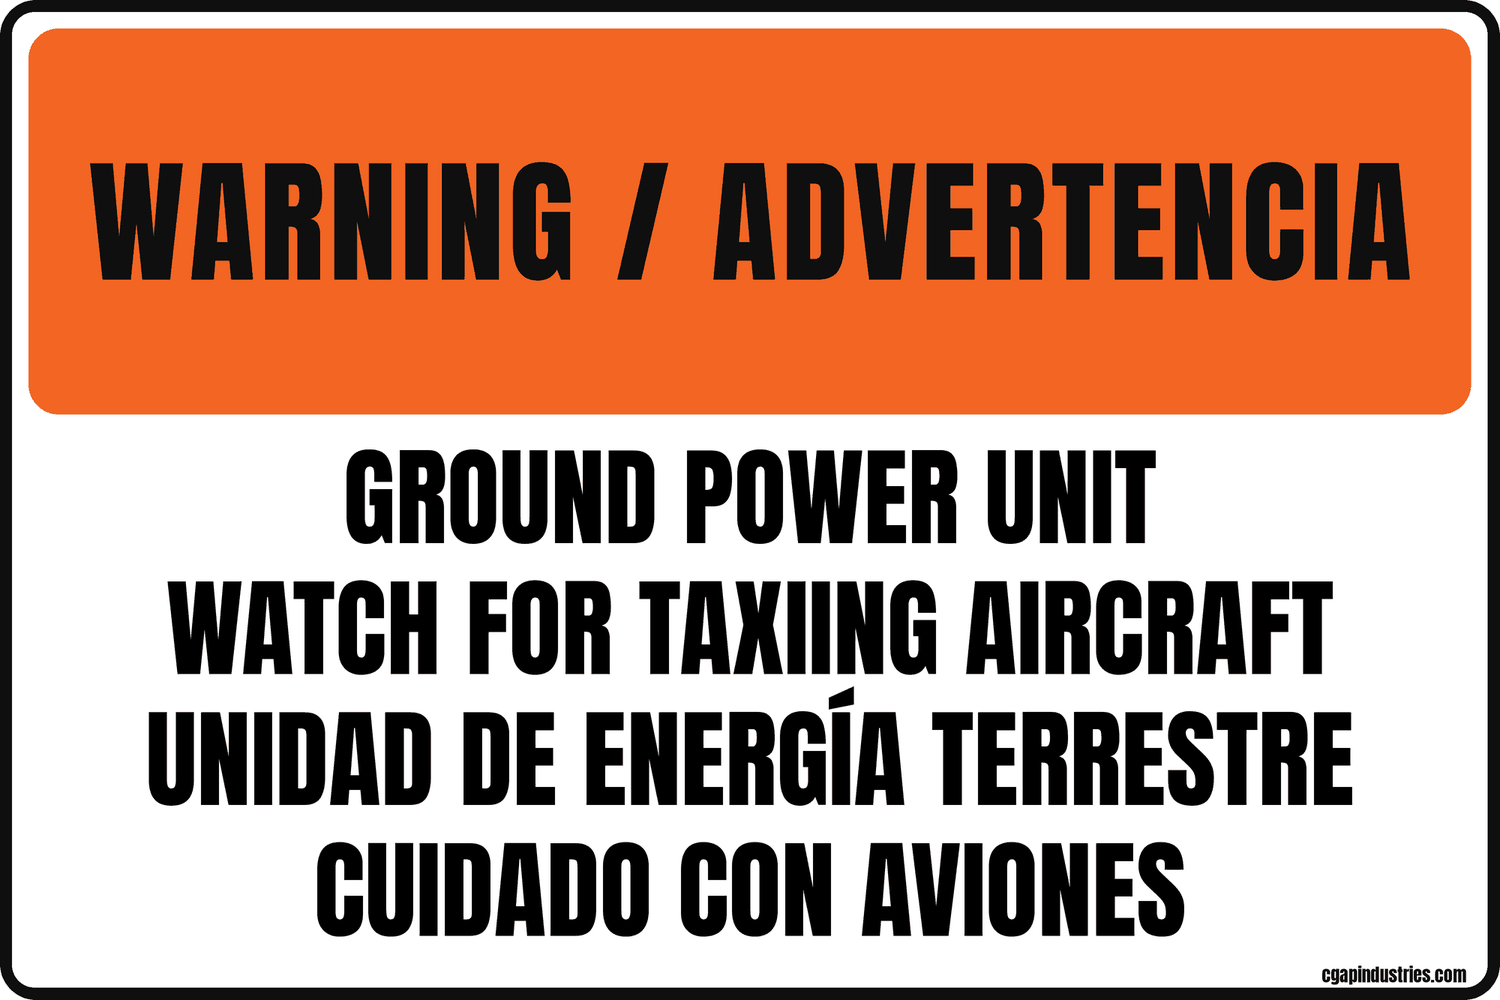 WARNING / ADVERTENCIA
GROUND POWER UNIT
WATCH FOR TAXIING AIRCRAFT
UNIDAD DE ENERGÍA TERRESTRE
CUIDADO CON AVIONES
cgapindustries.com